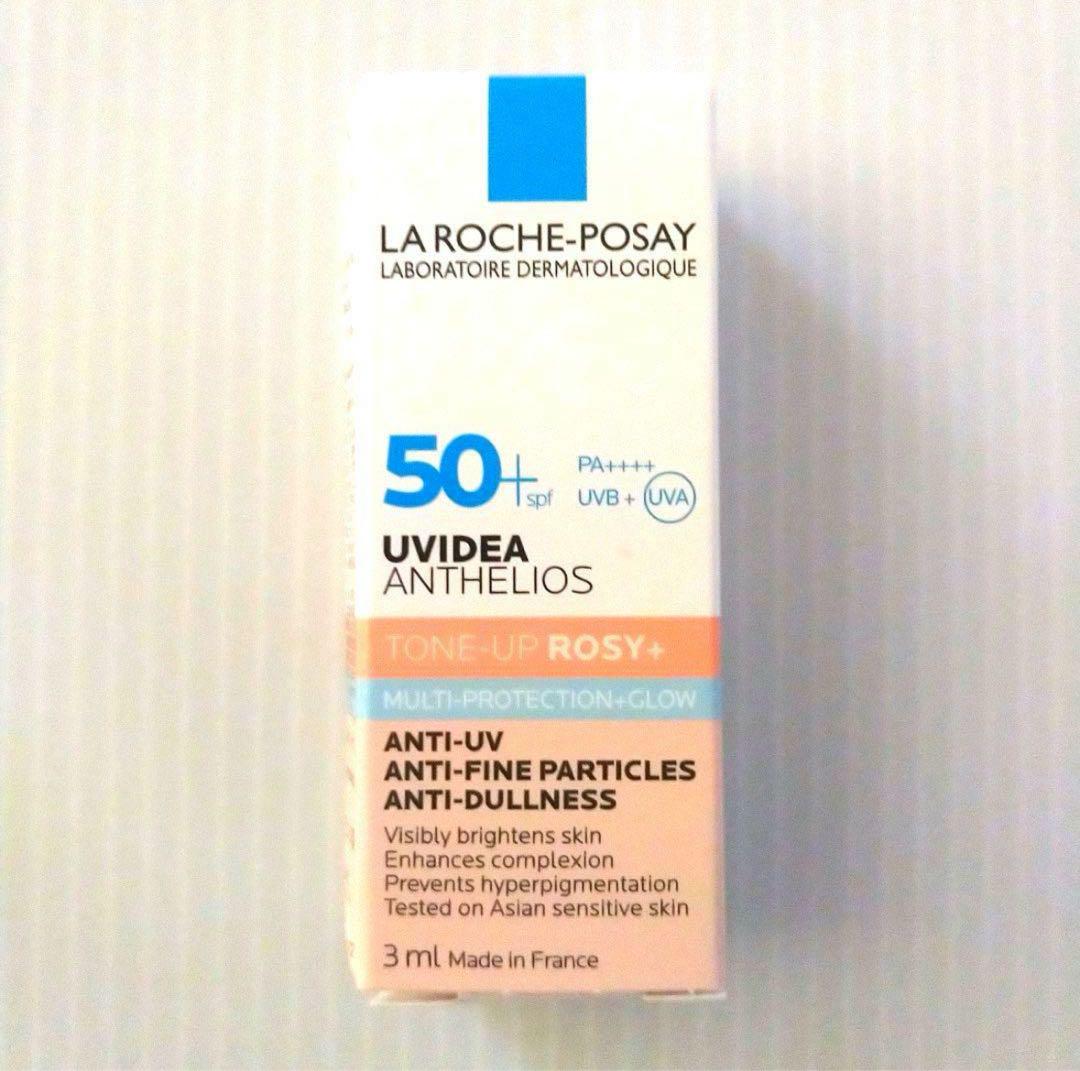 LA ROCHE-POSAY
LABORATOIRE DERMATOLOGIQUE
50+ spf
PA++++
UVB + UVA
UVIDEA
ANTHELIOS
TONE-UP ROSY+
MULTI-PROTECTION+GLOW
ANTI-UV
ANTI-FINE PARTICLES
ANTI-DULLNESS
Visibly brightens skin
Enhances complexion
Prevents hyperpigmentation
Tested on Asian sensitive skin
3 ml Made in France